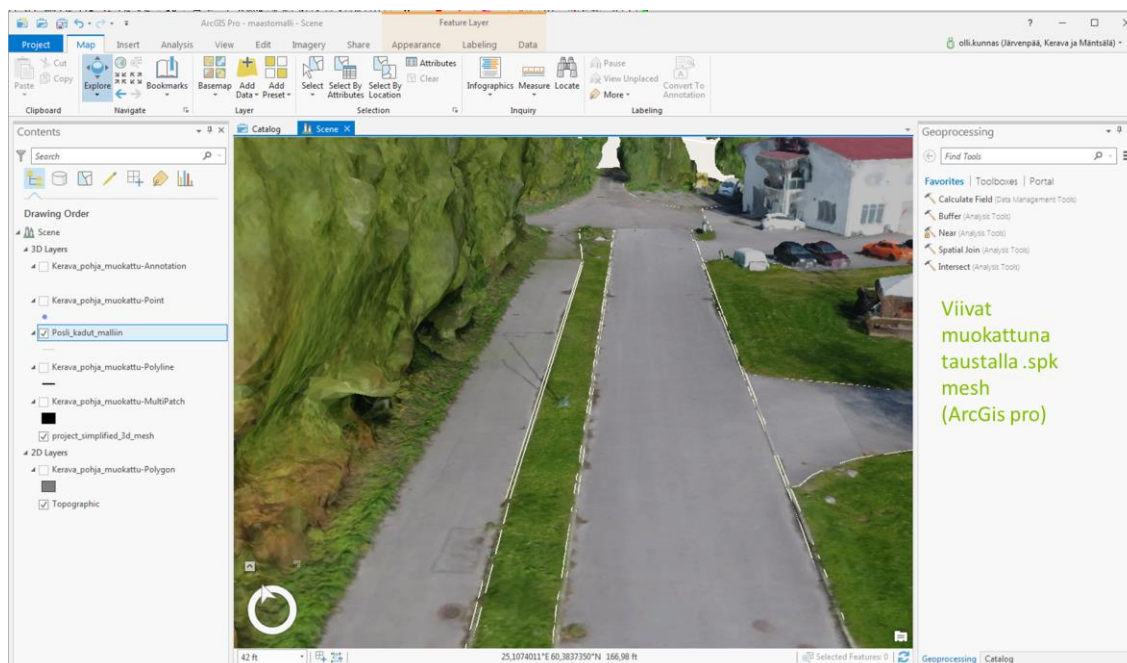 ArcGIS Pro - maastomalli - Scene
Feature Layer
?
Project Map Insert Analysis View Edit Imagery Share Appearance Labeling Data
olli.kunnas (Järvenpää, Kerava ja Mäntsälä)
Paste
Cut
Copy
Clipboard
Explore
Bookmarks
Navigate
Basemap
Add Data
Add Preset
Layer
Select
Select By Attributes
Select By Location
Attributes
Clear
Selection
Infographics
Measure
Locate
Inquiry
Pause
View Unplaced
More
Convert To Annotation
Labeling
Contents
Search
Drawing Order
Scene
3D Layers
Kerava_pohja_muokattu-Annotation
Kerava_pohja_muokattu-Point
Posli_kadut_malliin
Kerava_pohja_muokattu-Polyline
Kerava_pohja_muokattu-MultiPatch
project_simplified_3d_mesh
2D Layers
Kerava_pohja_muokattu-Polygon
Topographic
Catalog
Scene
42 ft
25,1074011°E 60,3837350°N 166,98 ft
Selected Features: 0
Geoprocessing
Find Tools
Favorites | Toolboxes | Portal
Calculate Field (Data Management Tools)
Buffer (Analysis Tools)
Near (Analysis Tools)
Spatial Join (Analysis Tools)
Intersect (Analysis Tools)
Viivat
muokattuna
taustalla .spk
mesh
(ArcGis pro)
Geoprocessing Catalog